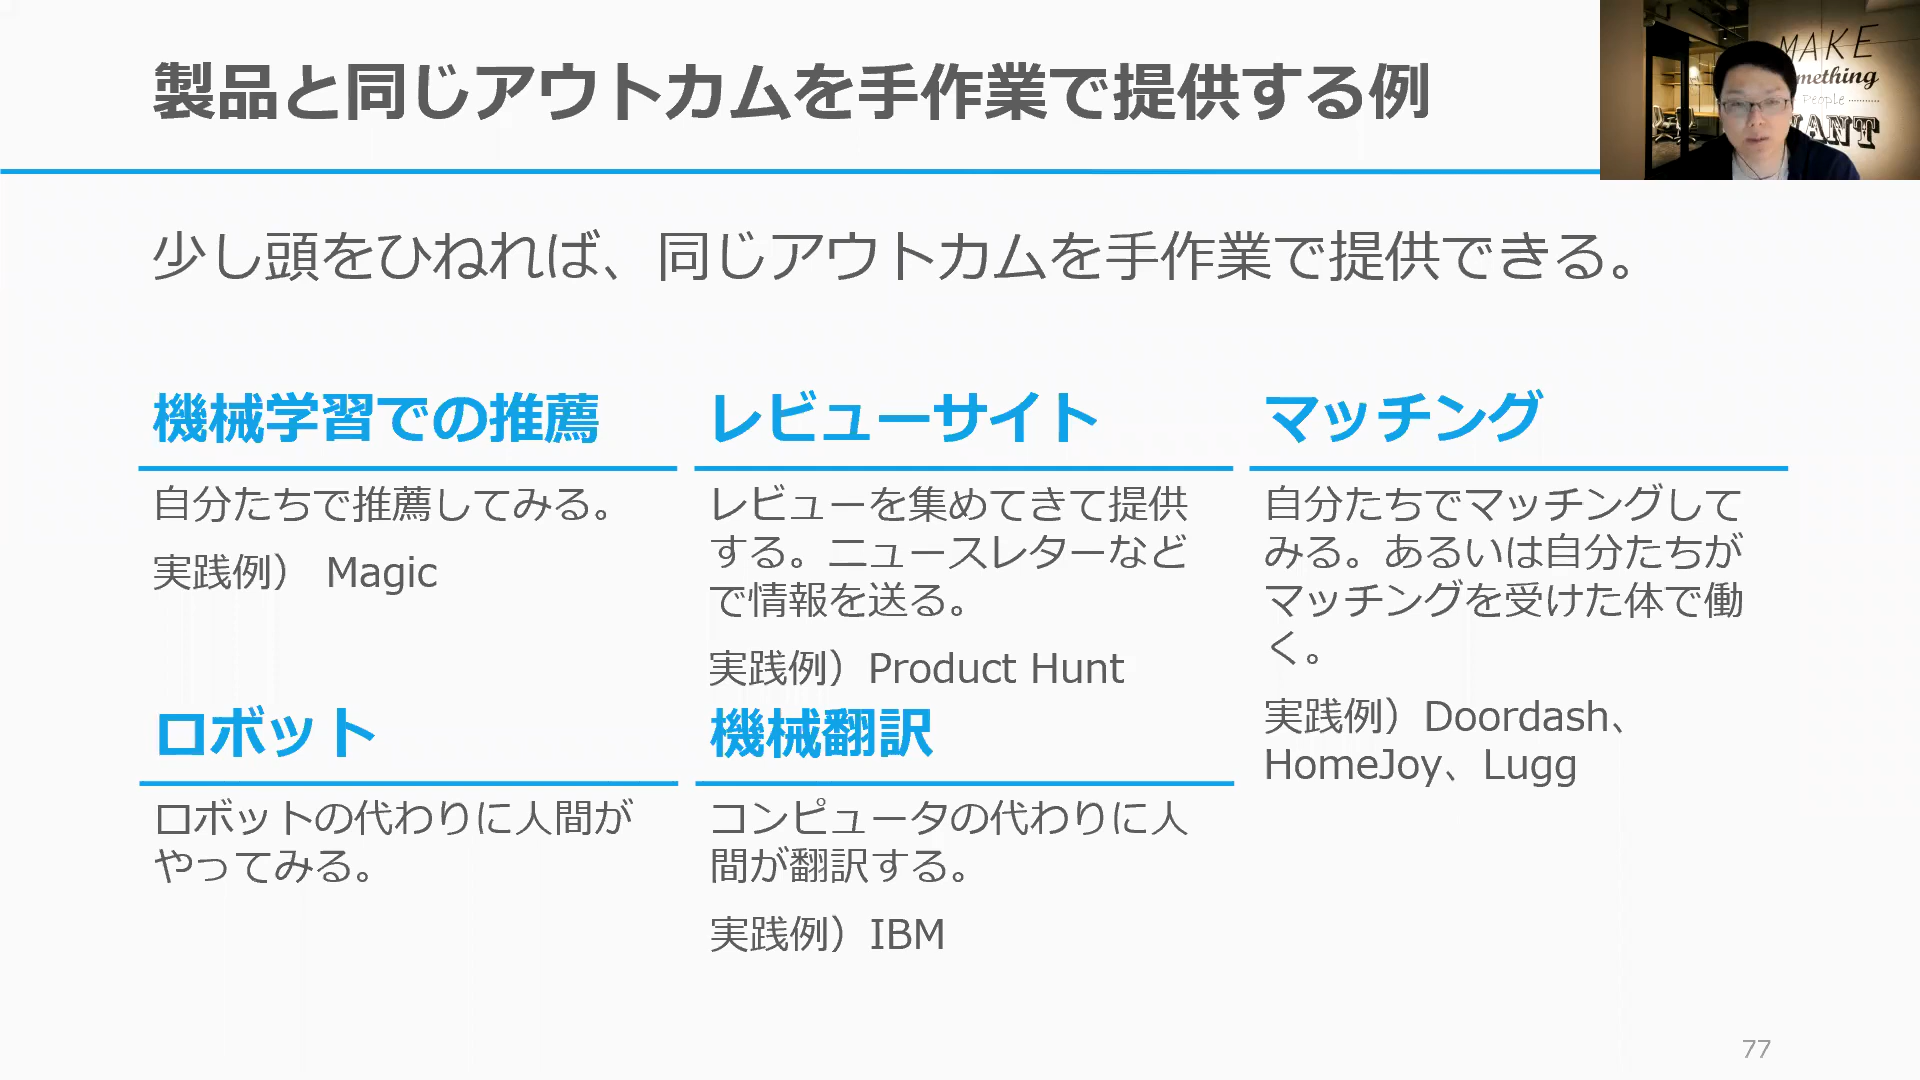 製品と同じアウトカムを手作業で提供する例
MAKE
mething
People
WANT
少し頭をひねれば、同じアウトカムを手作業で提供できる。
機械学習での推薦
自分たちで推薦してみる。
実践例） Magic
レビューサイト
レビューを集めてきて提供
する。ニュースレターなど
で情報を送る。
実践例）Product Hunt
マッチング
自分たちでマッチングして
みる。あるいは自分たちが
マッチングを受けた体で働
く。
実践例）Doordash、
HomeJoy、Lugg
ロボット
ロボットの代わりに人間が
やってみる。
機械翻訳
コンピュータの代わりに人
間が翻訳する。
実践例）IBM
77